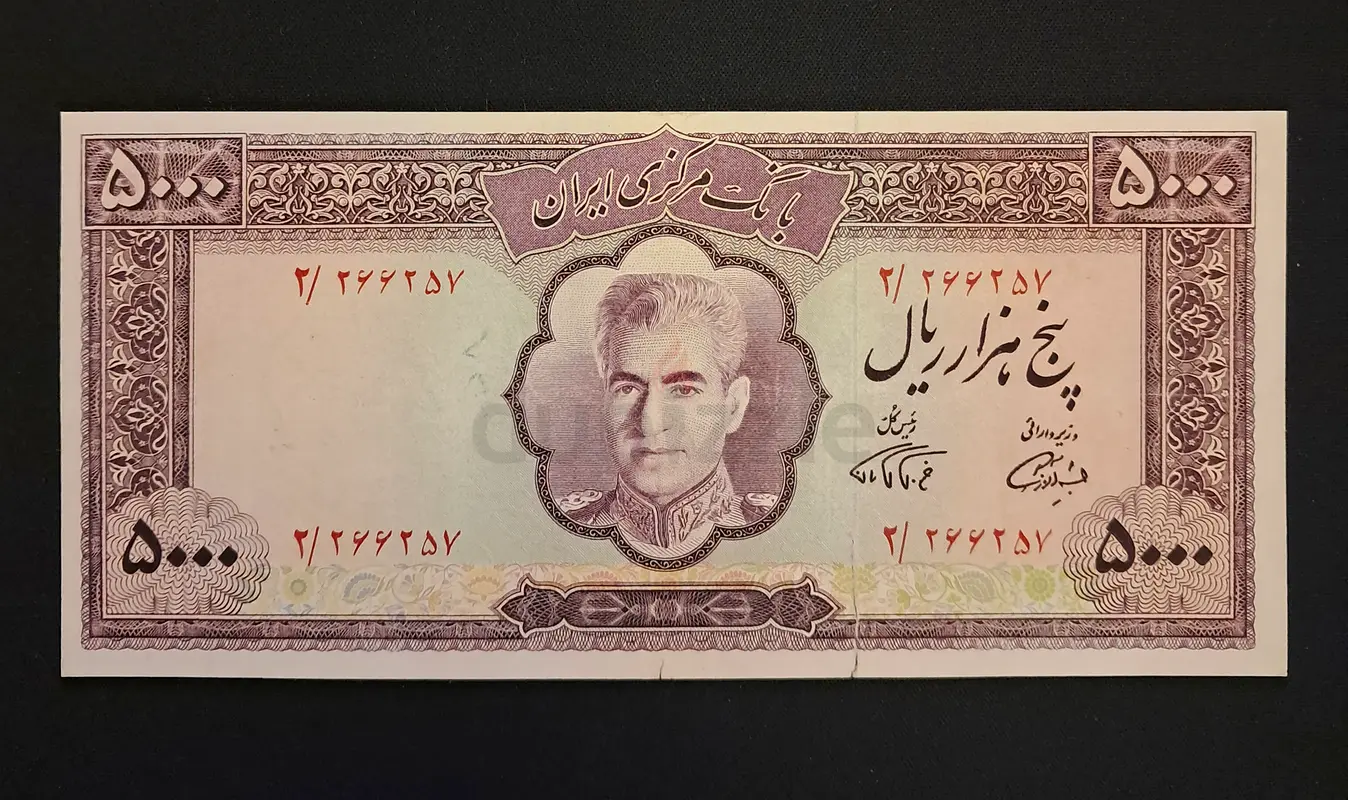 بانک مرکزی ایران
۵۰۰۰
۵۰۰۰
۲/ ۲۶۶۲۵۷
۲/ ۲۶۶۲۵۷
پنج هزار ریال
وزیر دارائی
رئیس کل
۲/ ۲۶۶۲۵۷
۲/ ۲۶۶۲۵۷
۵۰۰۰
۵۰۰۰